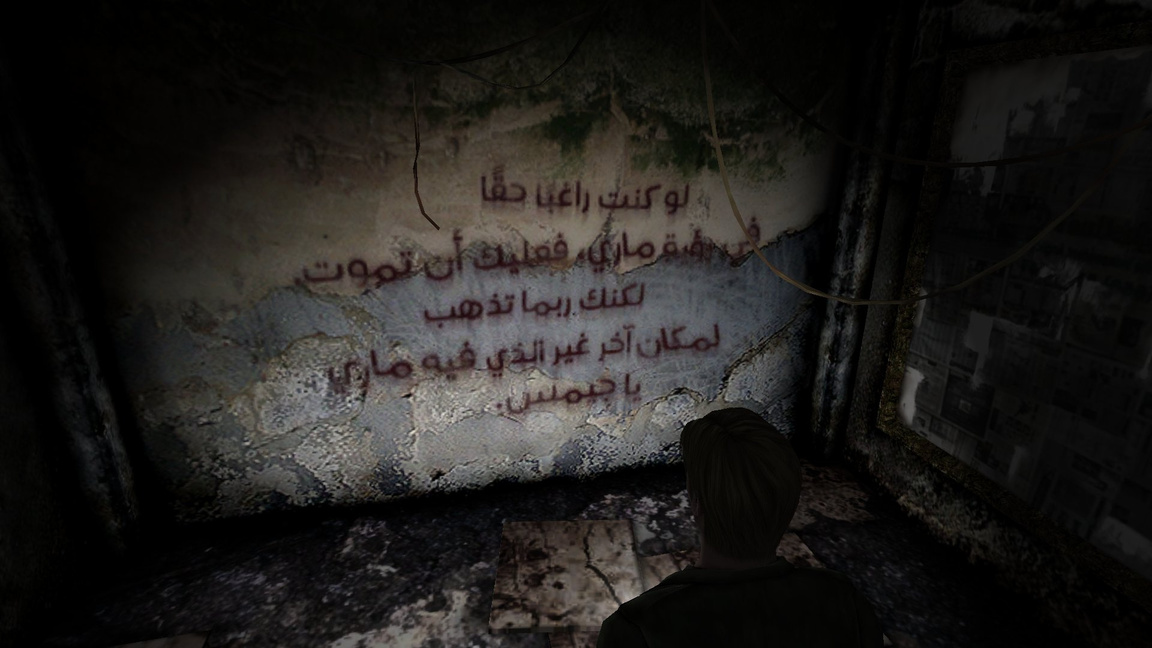 لو كنت راغبا حقًا
في رؤية ماري، فعليك أن تموت
لكنك ربما تذهب
لمكان آخر غير الذي فيه ماري
يا جيمس.